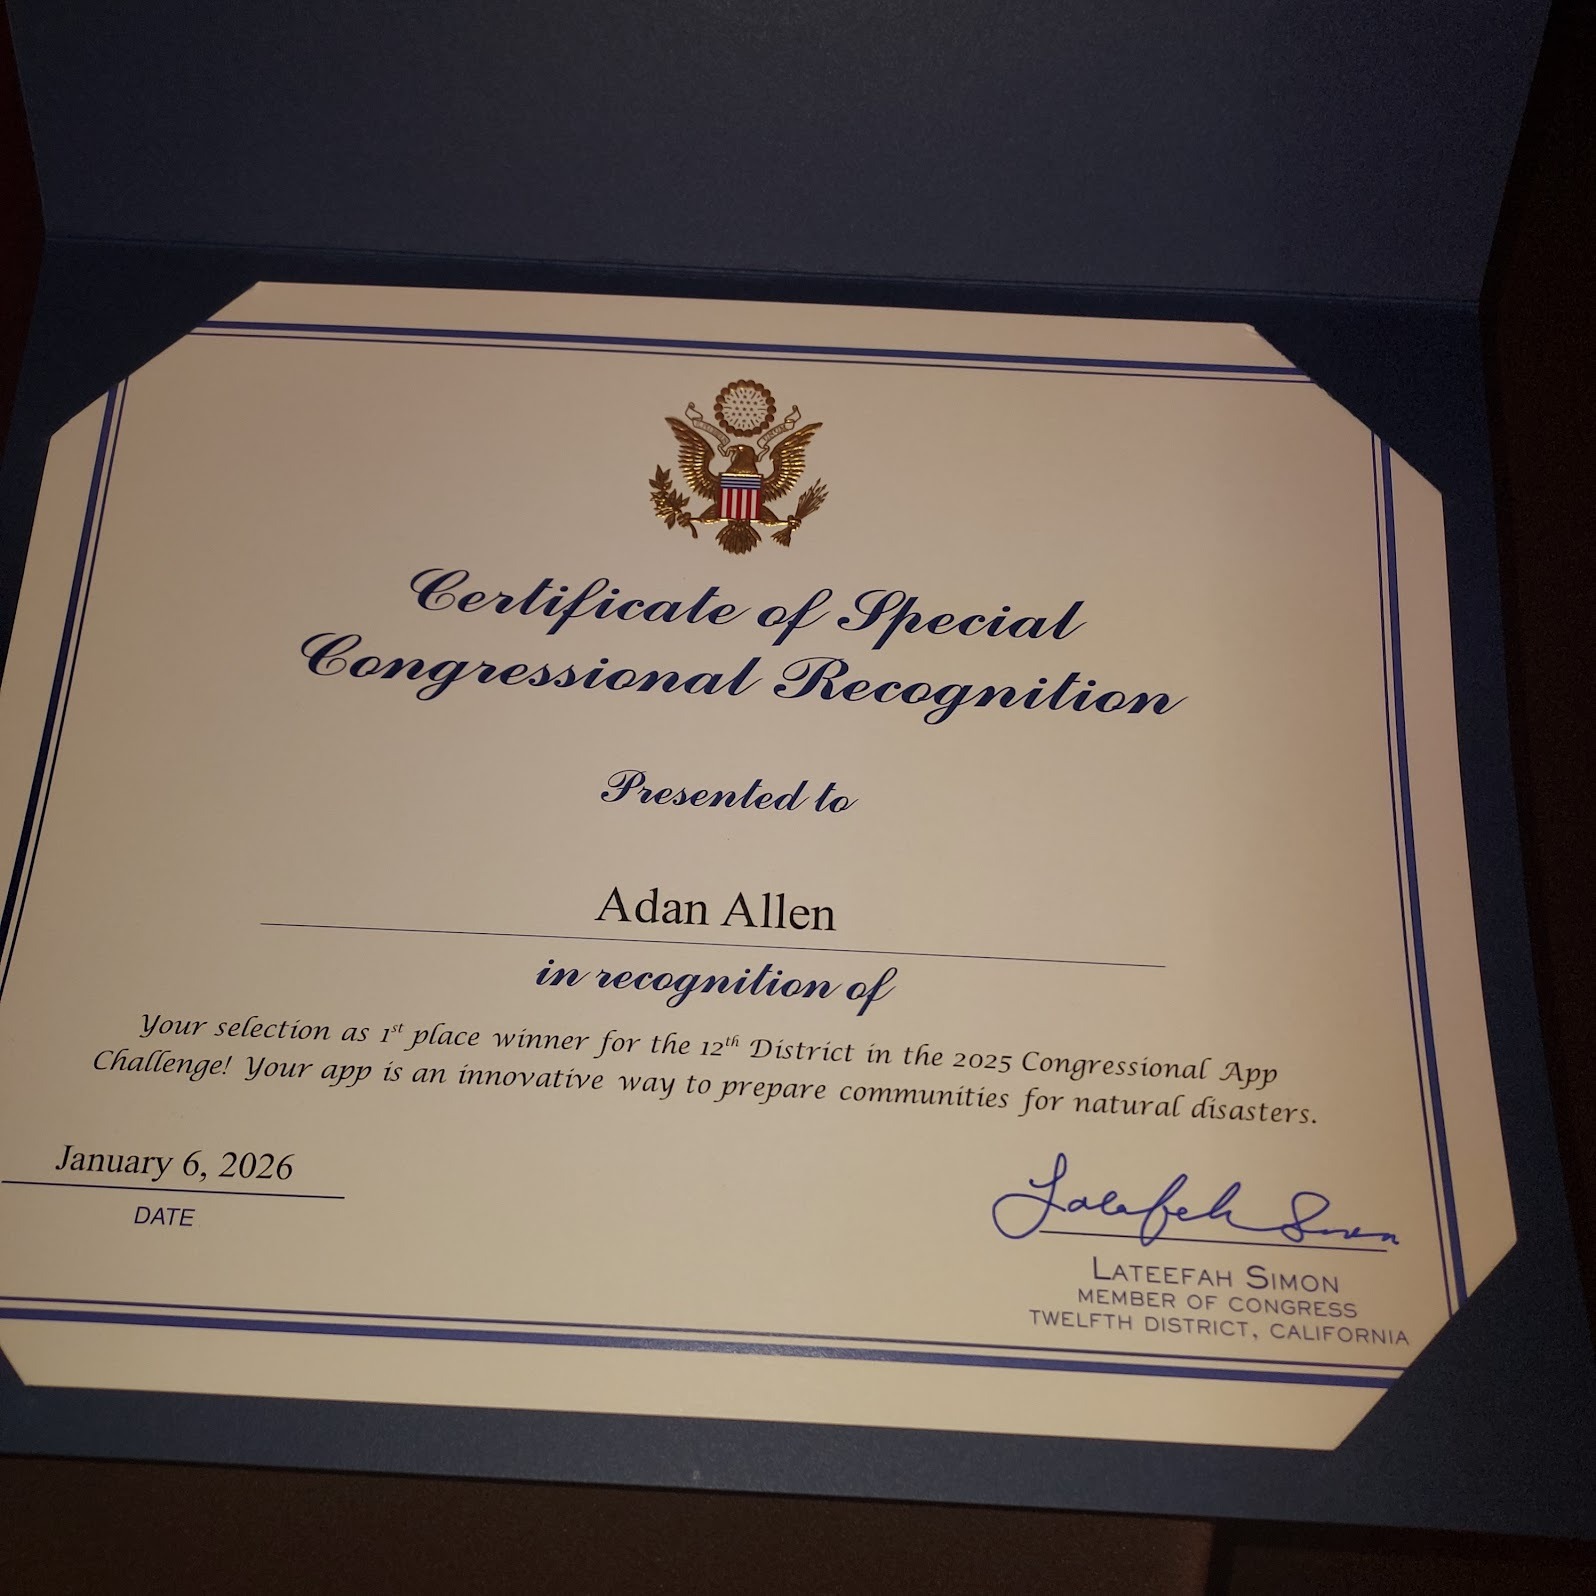 Certificate of Special
Congressional Recognition
Presented to
Adan Allen
in recognition of
Your selection as 1st place winner for the 12th District in the 2025 Congressional App
Challenge! Your app is an innovative way to prepare communities for natural disasters.
January 6, 2026
DATE
Lateefah Simon
LATEEFAH SIMON
MEMBER OF CONGRESS
TWELFTH DISTRICT, CALIFORNIA